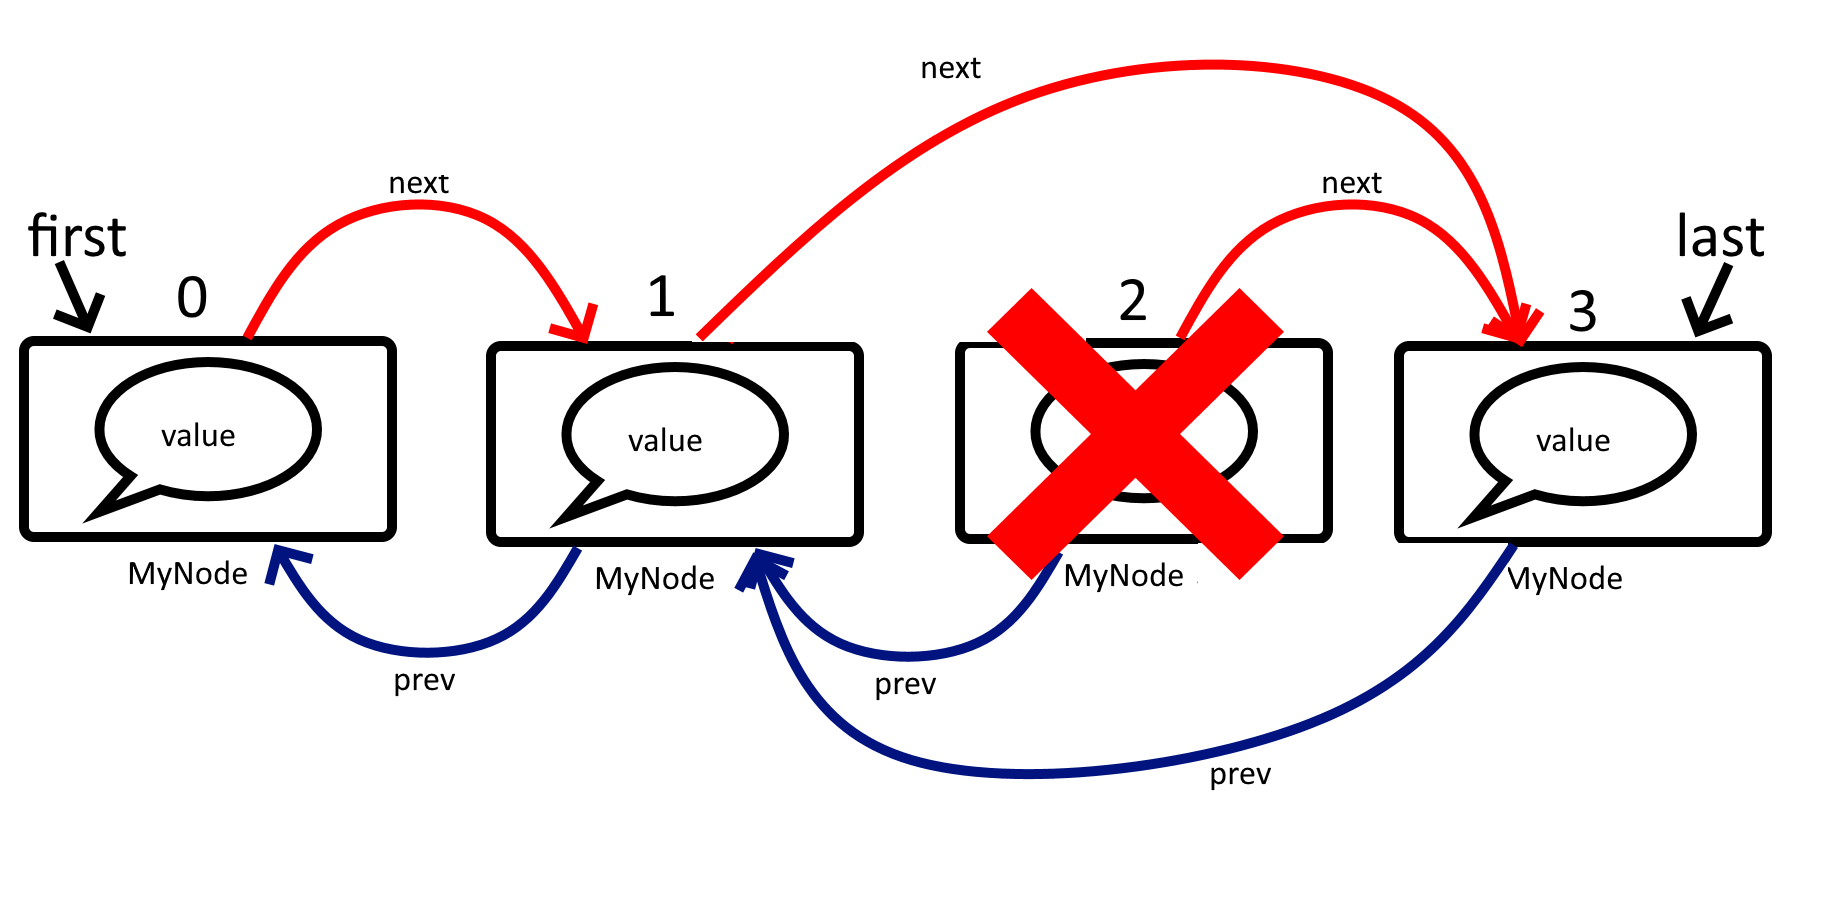 next
next
next
first
last
0
1
2
3
value
value
value
MyNode
MyNode
MyNode
MyNode
prev
prev
prev